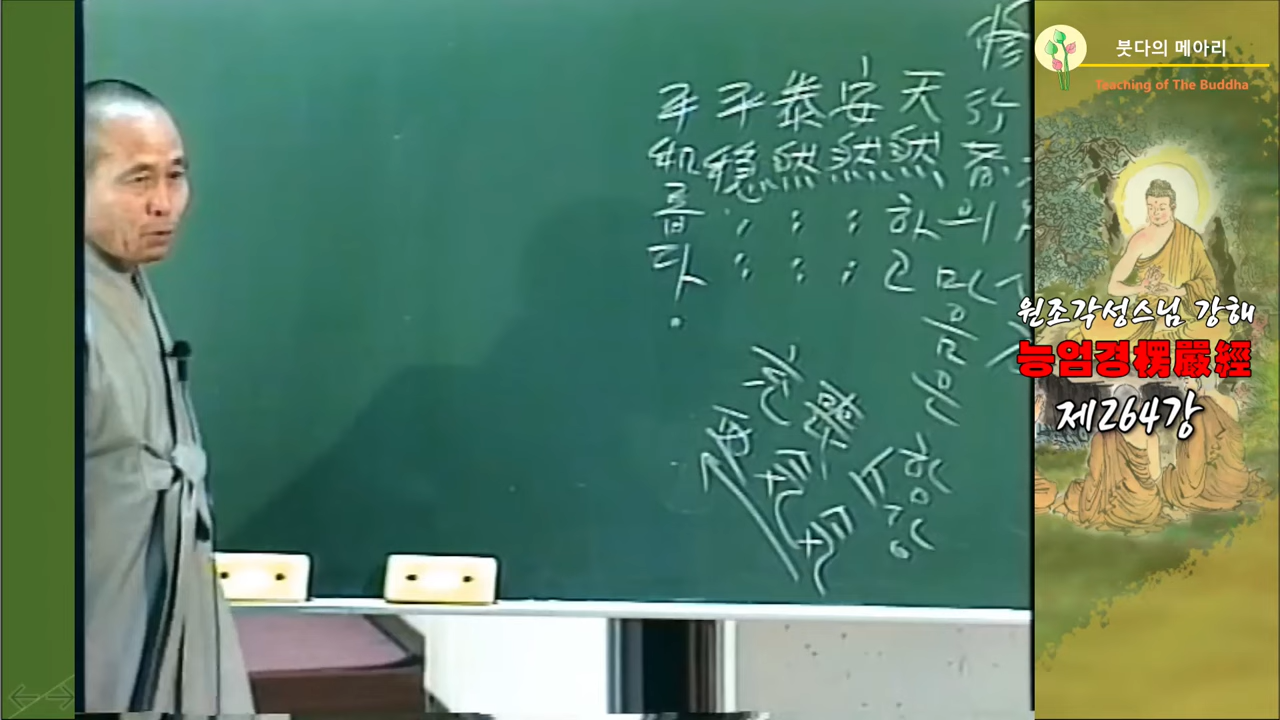 붓다의 메아리
Teaching of The Buddha
원조각성스님 강해
능엄경楞嚴經
제264강
修行者의
마음은 항상
天然하고
安然〃〃
泰然〃〃
平穩〃〃
平和롭다.